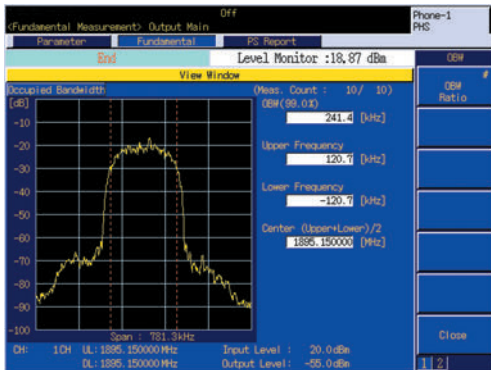 Off
Phone-1
<Fundamental Measurement> Output Main
PHS
Parameter Fundamental PS Report
End Level Monitor :18.87 dBm OBW
View Window
Occupied Bandwidth (Meas. Count : 10/ 10)
#
OBW
Ratio
[dB] OBW(99.0%)
241.4 [kHz]
-10
Upper Frequency
-20
120.7 [kHz]
-30
Lower Frequency
-40
-120.7 [kHz]
-50
Center (Upper+Lower)/2
-60
1895.150000 [MHz]
-70
-80
-90
-100
Span : 781.3kHz
Close
CH: 1CH UL:1895.150000MHz Input Level : 20.0dBm
DL:1895.150000MHz Output Level : -55.0dBm
1 2